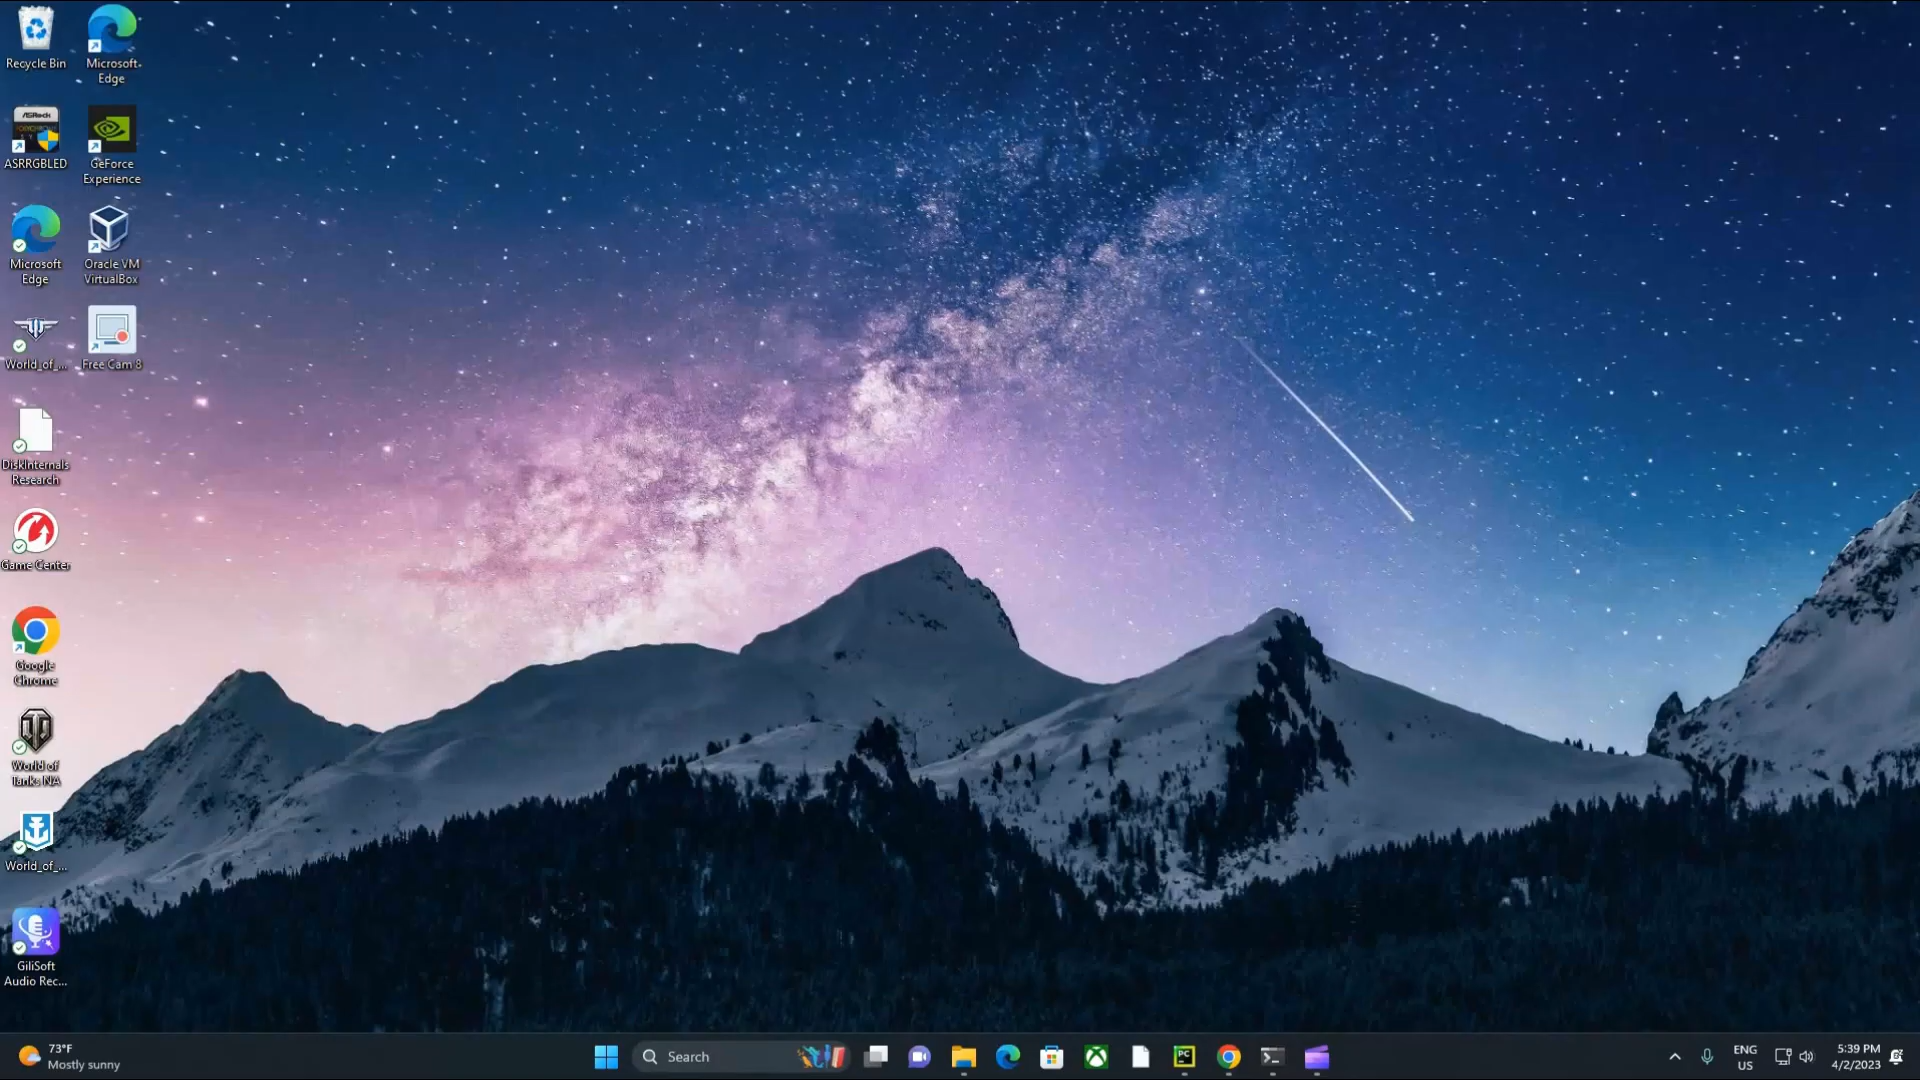 Recycle Bin
Microsoft
Edge
ASRock
ASRRGBLED
GeForce
Experience
Microsoft
Edge
Oracle VM
VirtualBox
World_of_...
Free Cam 8
DiskInternals
Research
Game Center
Google
Chrome
World of
Tanks NA
World_of_...
GiliSoft
Audio Rec...
73°F
Mostly sunny
Search
PC
ENG
US
5:39 PM
4/2/2023